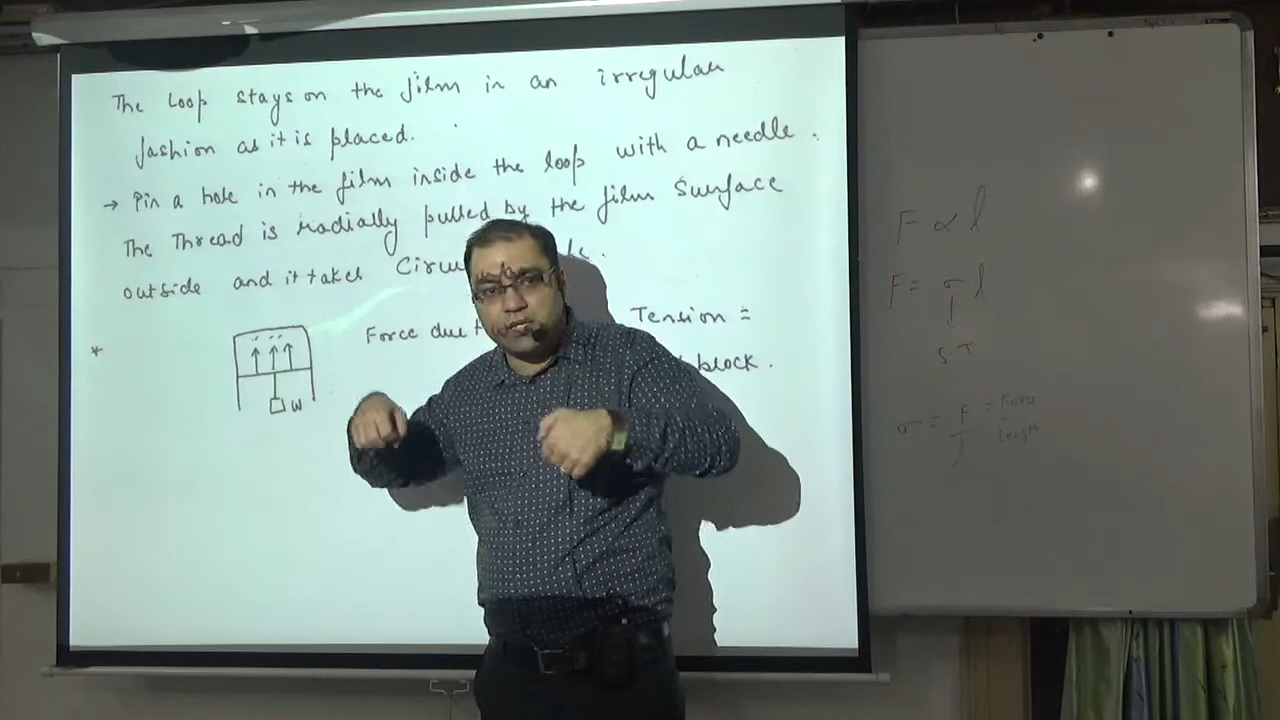 The Loop stays on the film in an irregular
fashion as it is placed.
→ Pin a hole in the film inside the loop with a needle.
The Thread is radially pulled by the film surface
outside and it takes
* Force due Tension =
block.
W
F ∝ l
F = σ l
S T
σ = F/l = Force/length